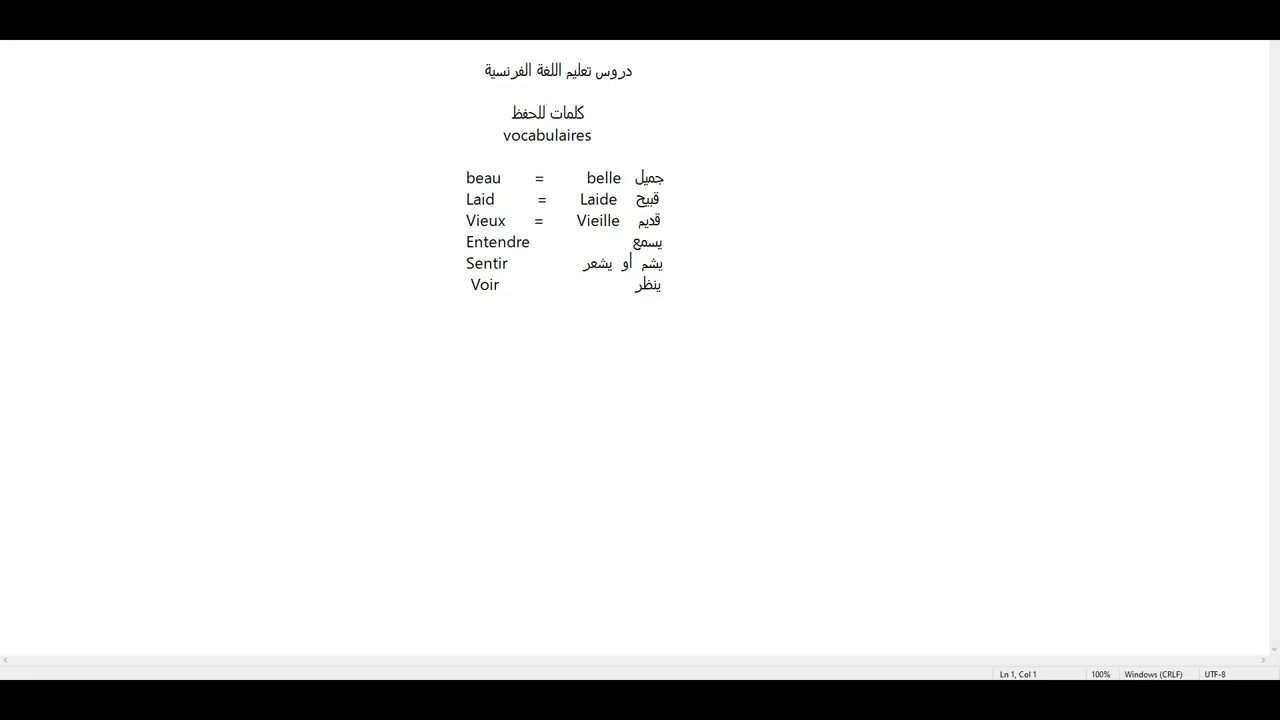 دروس تعليم اللغة الفرنسية
كلمات للحفظ
vocabulaires
beau = belle جميل
Laid = Laide قبيح
Vieux = Vieille قديم
Entendre يسمع
Sentir يشم أو يشعر
Voir ينظر
Ln 1, Col 1 100% Windows (CRLF) UTF-8